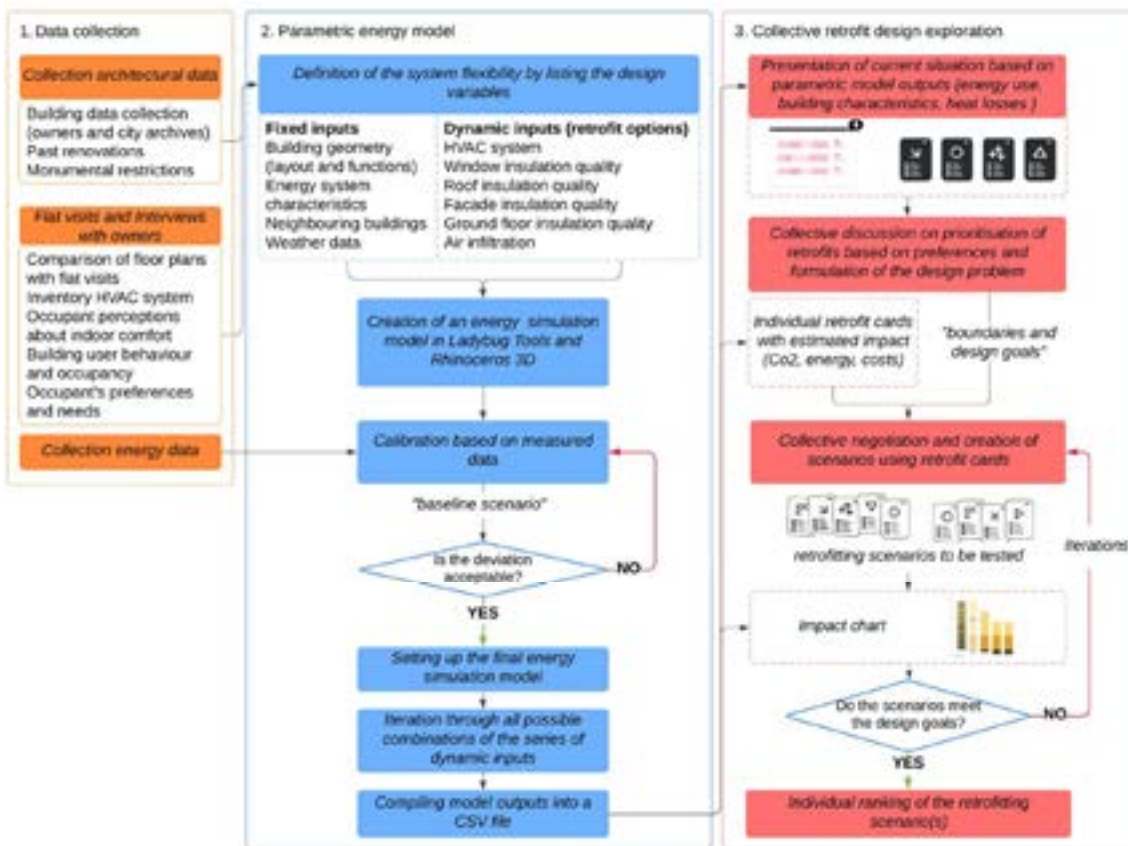 1. Data collection
Collection architectural data
Building data collection
(owners and city archives)
Past renovations
Monumental restrictions
Flat visits and Interviews
with owners
Comparison of floor plans
with flat visits
Inventory HVAC system
Occupant perceptions
about indoor comfort
Building user behaviour
and occupancy
Occupant's preferences
and needs
Collection energy data
2. Parametric energy model
Definition of the system flexibility by listing the design
variables
Fixed inputs
Building geometry
(layout and functions)
Energy system
characteristics
Neighbouring buildings
Weather data
Dynamic inputs (retrofit options)
HVAC system
Window insulation quality
Roof insulation quality
Facade insulation quality
Ground floor insulation quality
Air infiltration
Creation of an energy simulation
model in Ladybug Tools and
Rhinoceros 3D
Calibration based on measured
data
"baseline scenario"
Is the deviation
acceptable?
NO
YES
Setting up the final energy
simulation model
Iteration through all possible
combinations of the series of
dynamic inputs
Compiling model outputs into a
CSV file
3. Collective retrofit design exploration
Presentation of current situation based on
parametric model outputs (energy use,
building characteristics, heat losses )
Collective discussion on prioritisation of
retrofits based on preferences and
formulation of the design problem
Individual retrofit cards
with estimated impact
(Co2, energy, costs)
"boundaries and
design goals"
Collective negotiation and creation of
scenarios using retrofit cards
retrofitting scenarios to be tested
iterations
Impact chart
Do the scenarios meet
the design goals?
NO
YES
Individual ranking of the retrofitting
scenario(s)